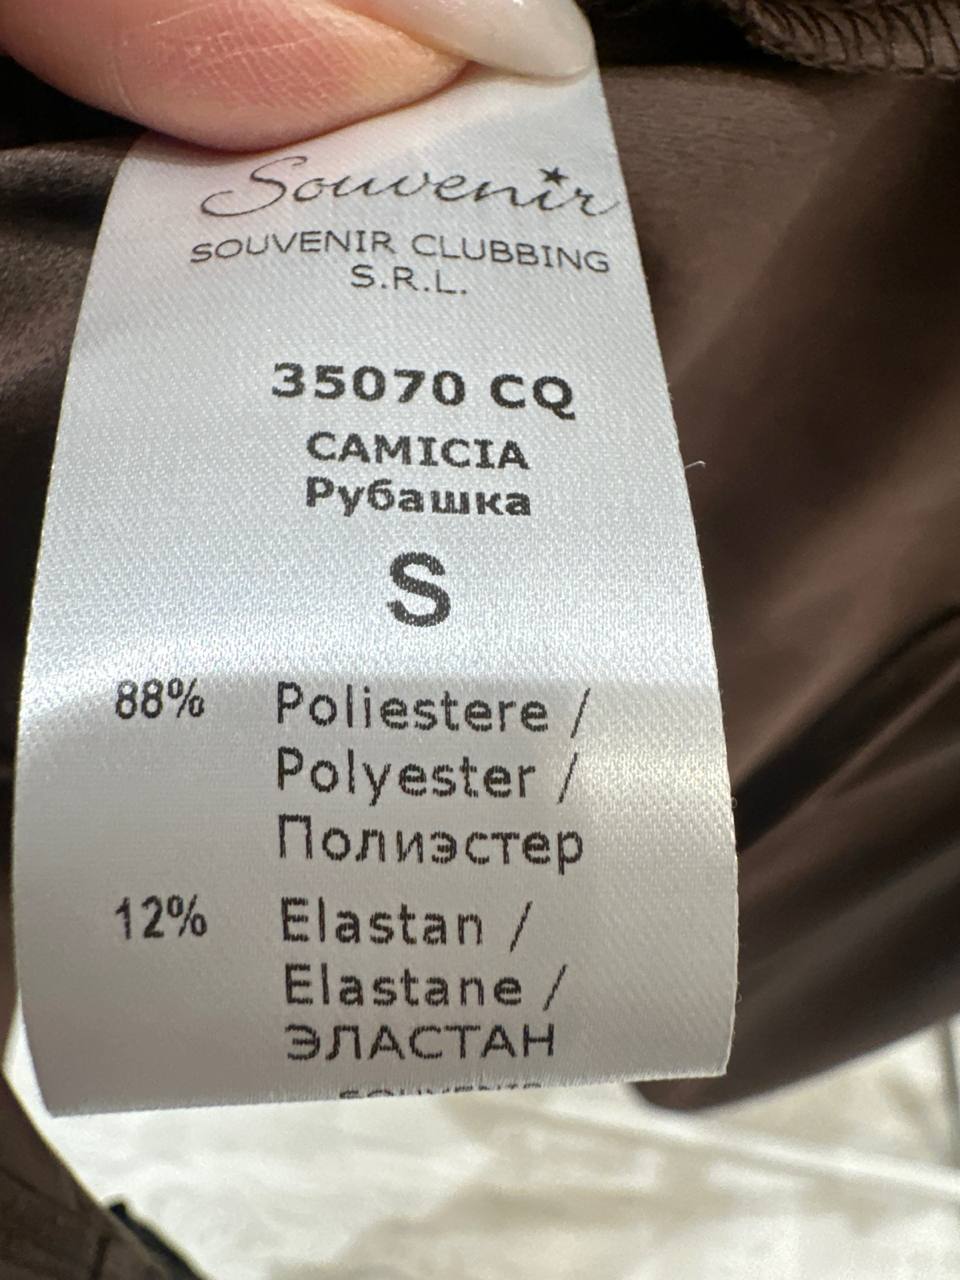 Souvenir
SOUVENIR CLUBBING
S.R.L.
35070 CQ
CAMICIA
Рубашка
S
88% Poliestere /
Polyester /
Полиэстер
12% Elastan /
Elastane /
ЭЛАСТАН